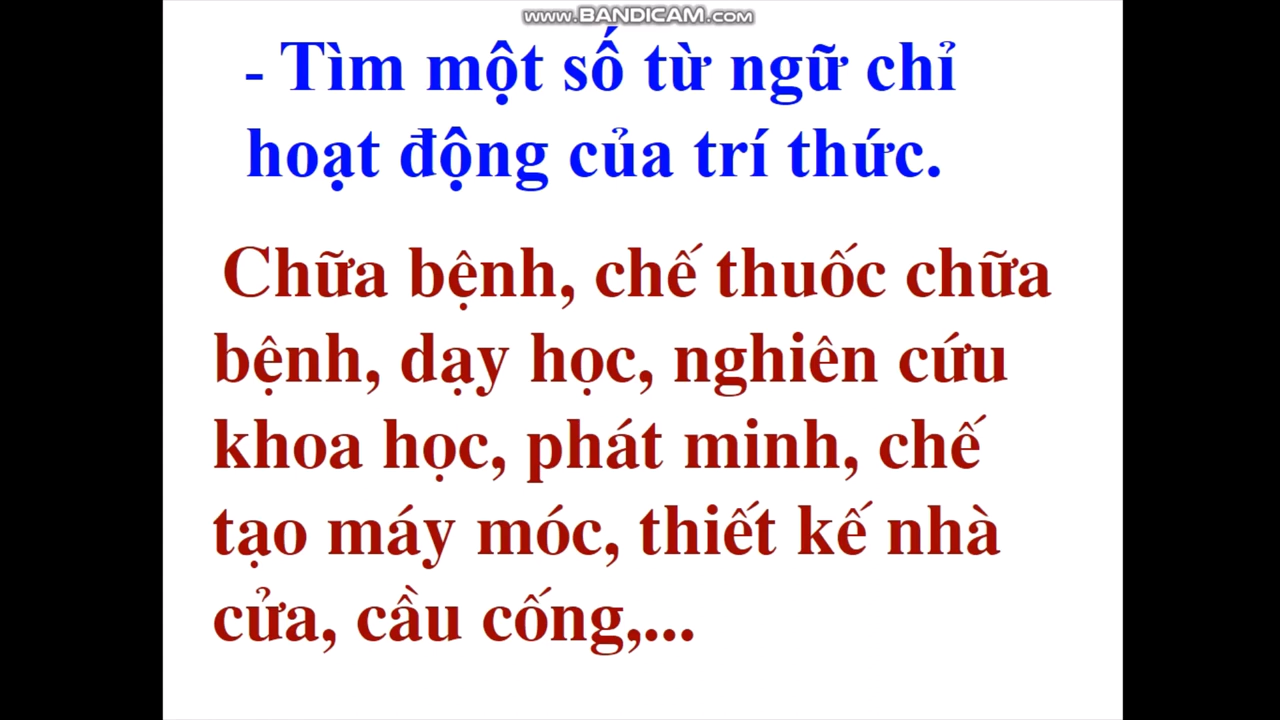 www.BANDICAM.com
- Tìm một số từ ngữ chỉ
hoạt động của trí thức.
Chữa bệnh, chế thuốc chữa
bệnh, dạy học, nghiên cứu
khoa học, phát minh, chế
tạo máy móc, thiết kế nhà
cửa, cầu cống,...